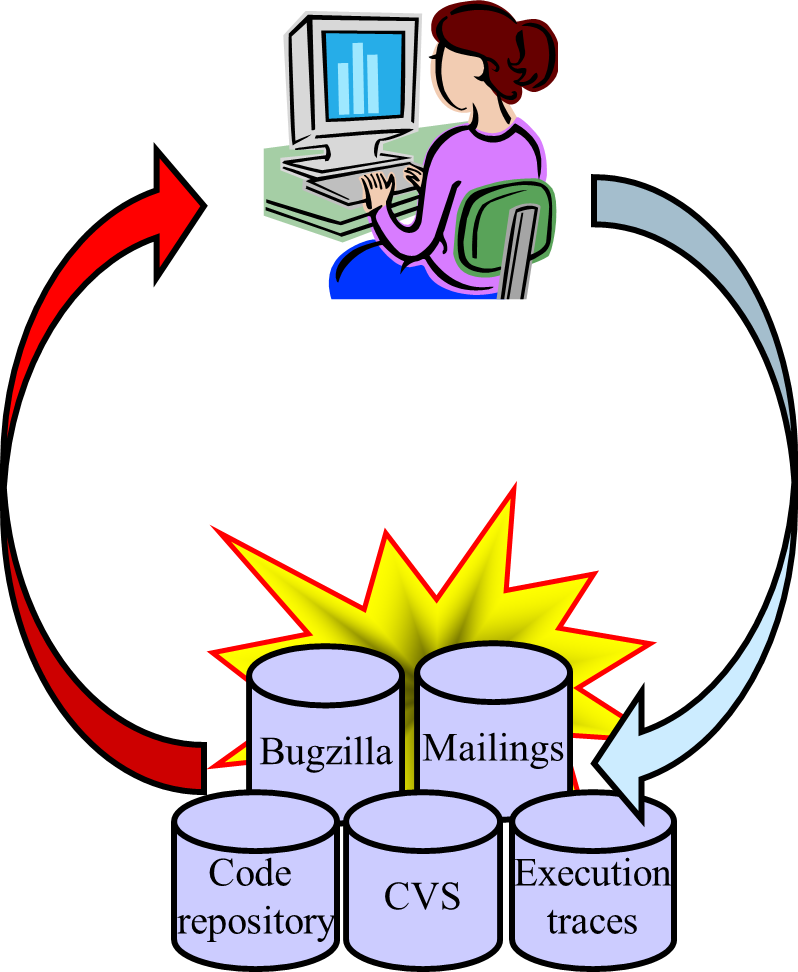 Bugzilla
Mailings
Code
repository
CVS
Execution
traces